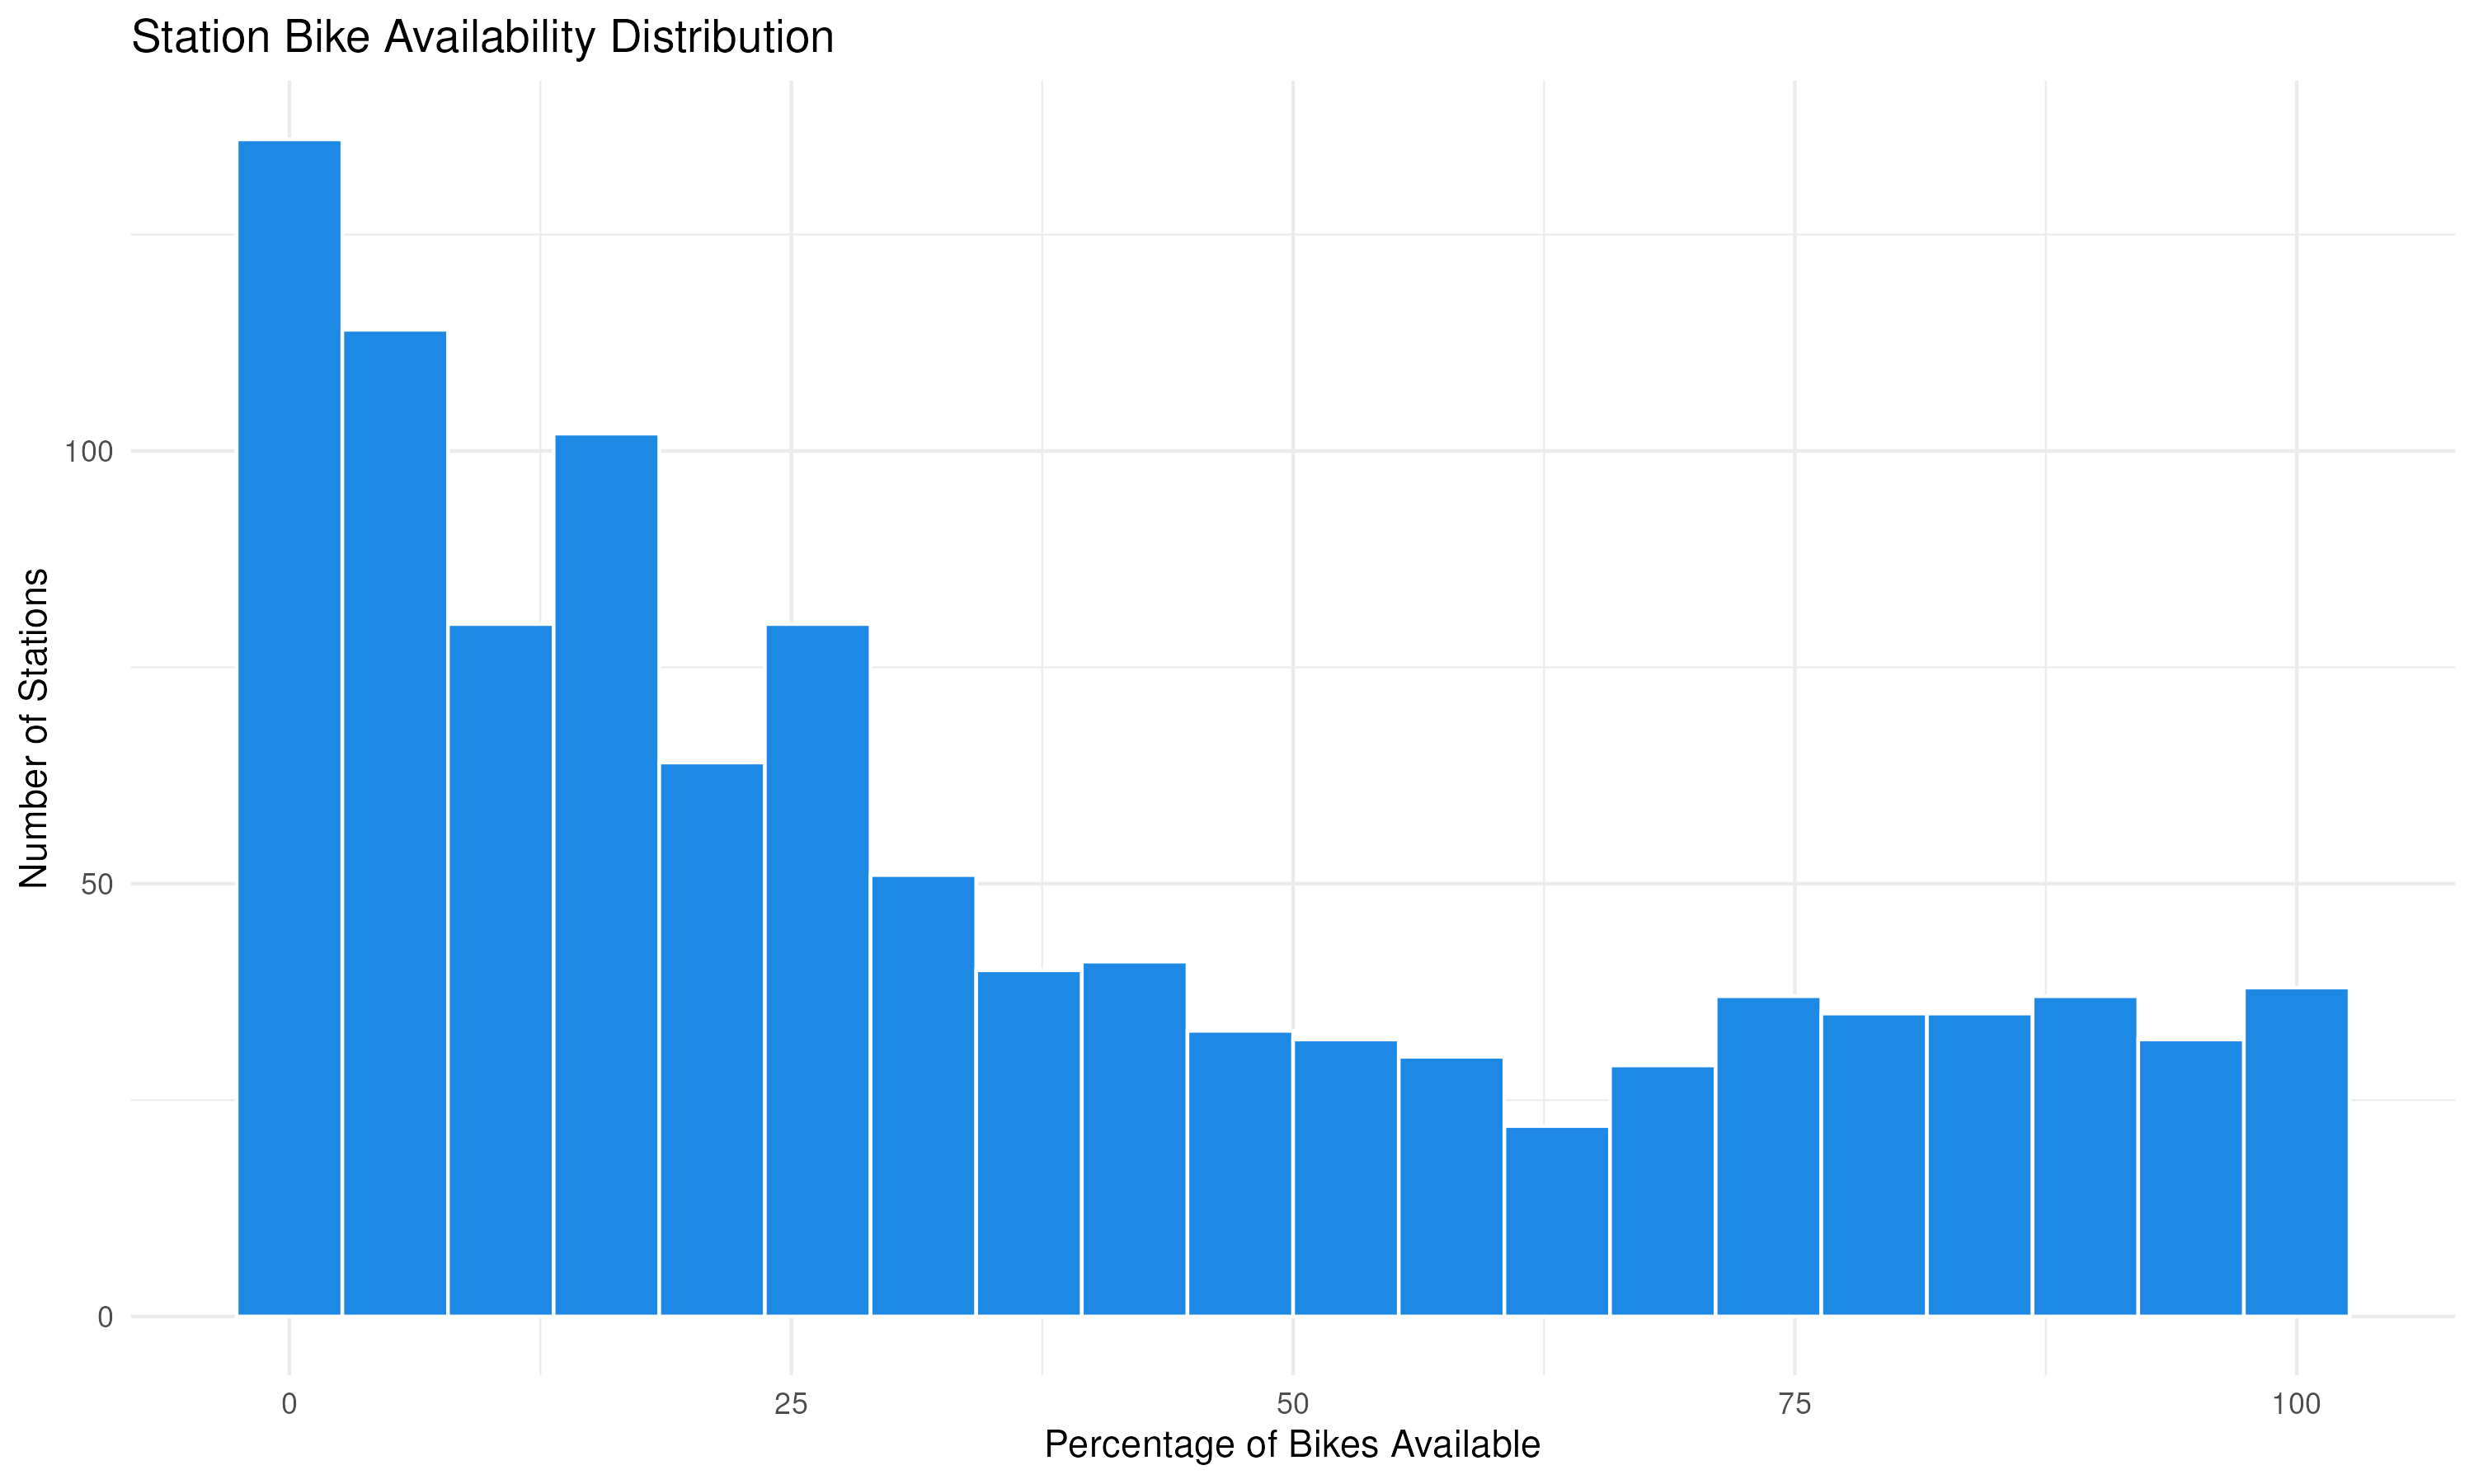 Station Bike Availability Distribution
Number of Stations
100
50
0
0 25 50 75 100
Percentage of Bikes Available